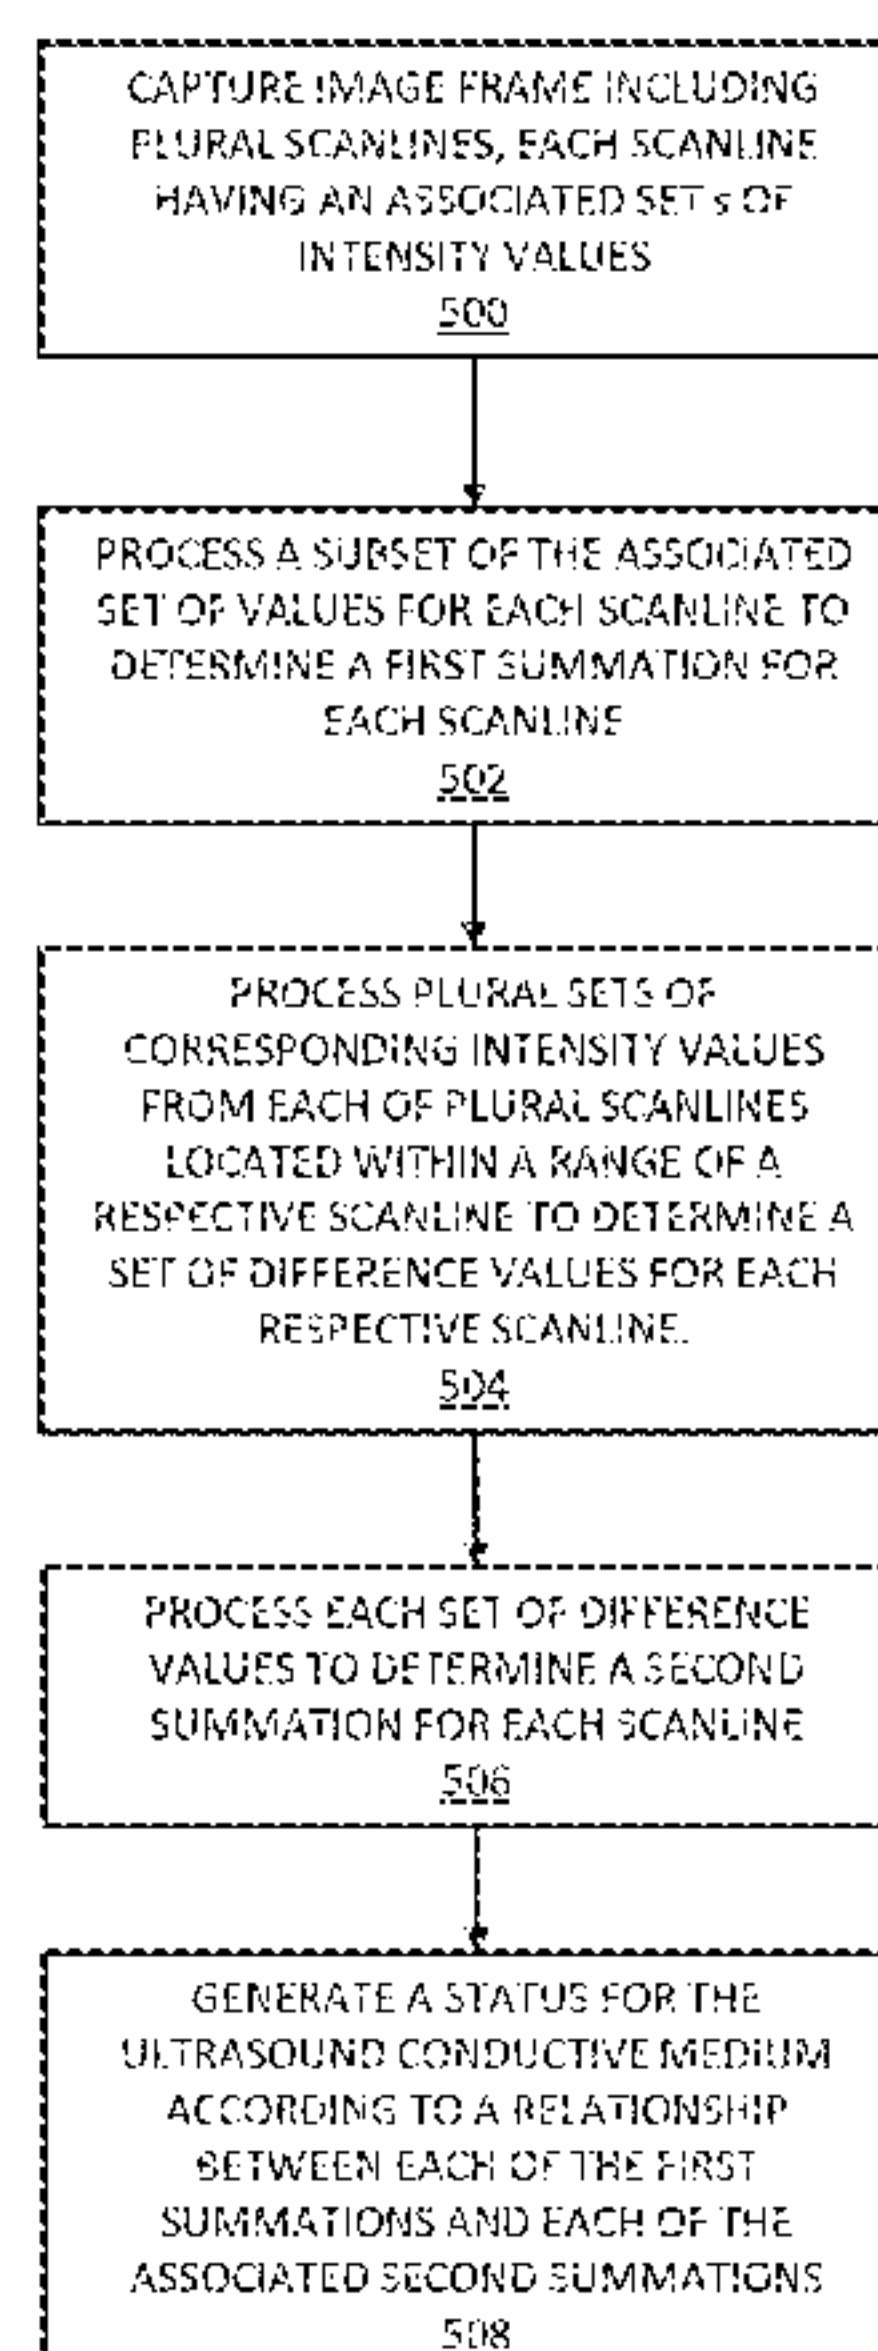 CAPTURE IMAGE FRAME INCLUDING
PLURAL SCANLINES, EACH SCANLINE
HAVING AN ASSOCIATED SET s OF
INTENSITY VALUES
500
PROCESS A SUBSET OF THE ASSOCIATED
SET OF VALUES FOR EACH SCANLINE TO
DETERMINE A FIRST SUMMATION FOR
EACH SCANLINE
502
PROCESS PLURAL SETS OF
CORRESPONDING INTENSITY VALUES
FROM EACH OF PLURAL SCANLINES
LOCATED WITHIN A RANGE OF A
RESPECTIVE SCANLINE TO DETERMINE A
SET OF DIFFERENCE VALUES FOR EACH
RESPECTIVE SCANLINE.
504
PROCESS EACH SET OF DIFFERENCE
VALUES TO DETERMINE A SECOND
SUMMATION FOR EACH SCANLINE
506
GENERATE A STATUS FOR THE
ULTRASOUND CONDUCTIVE MEDIUM
ACCORDING TO A RELATIONSHIP
BETWEEN EACH OF THE FIRST
SUMMATIONS AND EACH OF THE
ASSOCIATED SECOND SUMMATIONS
508